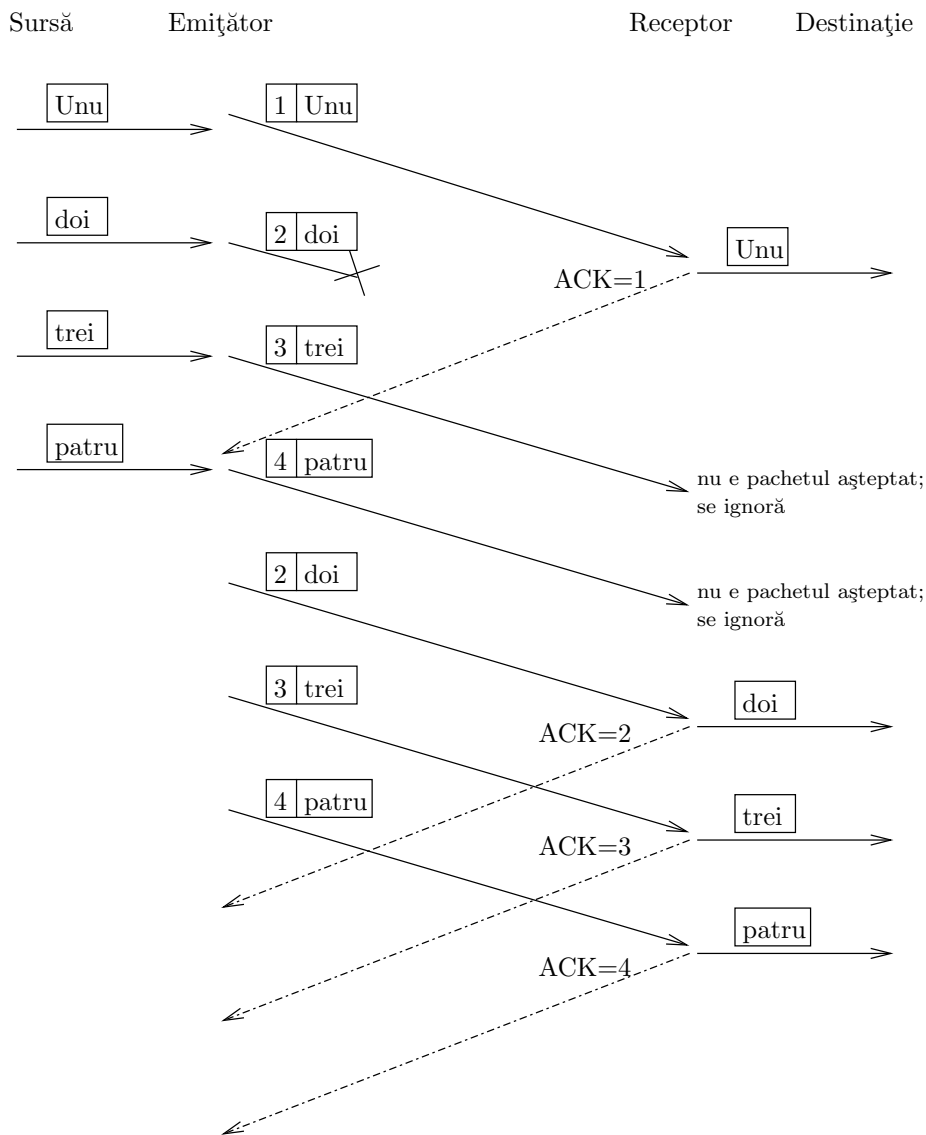 Sursă Emiţător Receptor Destinaţie
Unu 1 Unu
doi 2 doi Unu
ACK=1
trei 3 trei
patru 4 patru
nu e pachetul aşteptat;
se ignoră
2 doi
nu e pachetul aşteptat;
se ignoră
3 trei doi
ACK=2
4 patru trei
ACK=3
patru
ACK=4